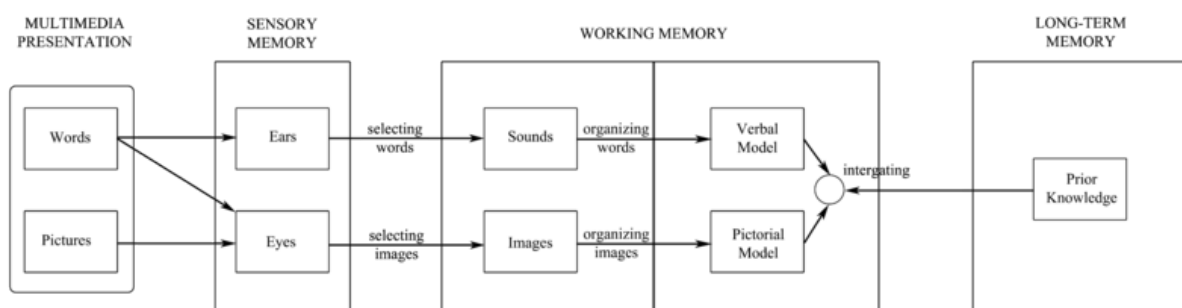 MULTIMEDIA
PRESENTATION
SENSORY
MEMORY
WORKING MEMORY
LONG-TERM
MEMORY
Words
Ears
selecting
words
Sounds
organizing
words
Verbal
Model
intergating
Prior
Knowledge
Pictures
Eyes
selecting
images
Images
organizing
images
Pictorial
Model